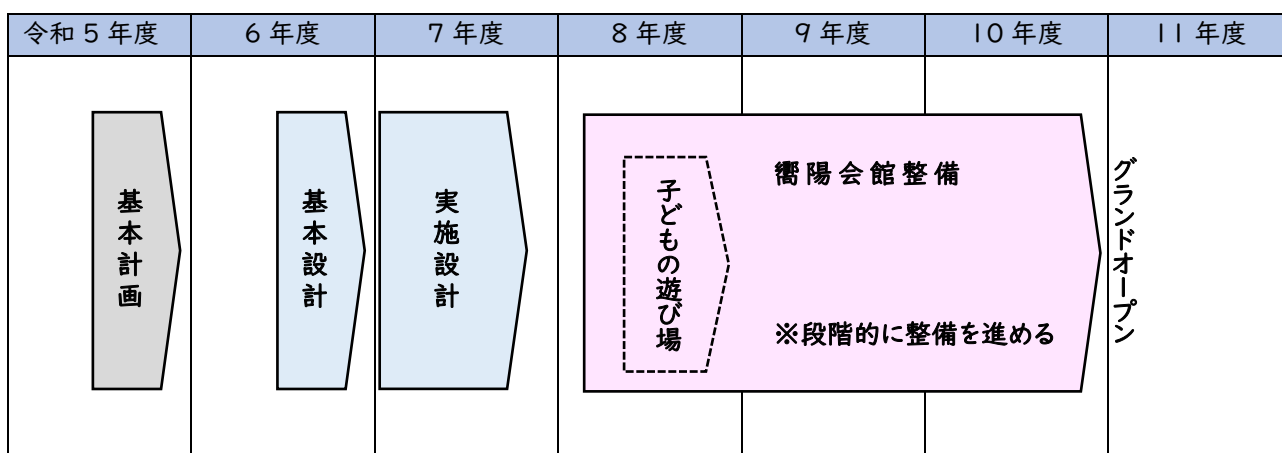 令和5年度
6年度
7年度
8年度
9年度
10年度
11年度
基本計画
基本設計
実施設計
子どもの遊び場
嚮陽会館整備
※段階的に整備を進める
グランドオープン